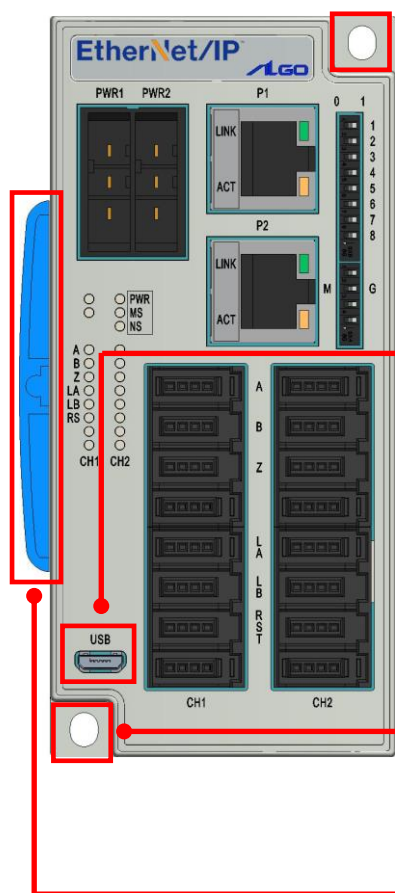 EtherNet/IP
ALGO
PWR1 PWR2
P1
0 1
LINK
ACT
1
2
3
4
5
6
7
8
P2
LINK
ACT
M G
PWR
MS
NS
A
B
Z
LA
LB
RS
CH1 CH2
A
B
Z
LA
LB
RST
USB
CH1 CH2